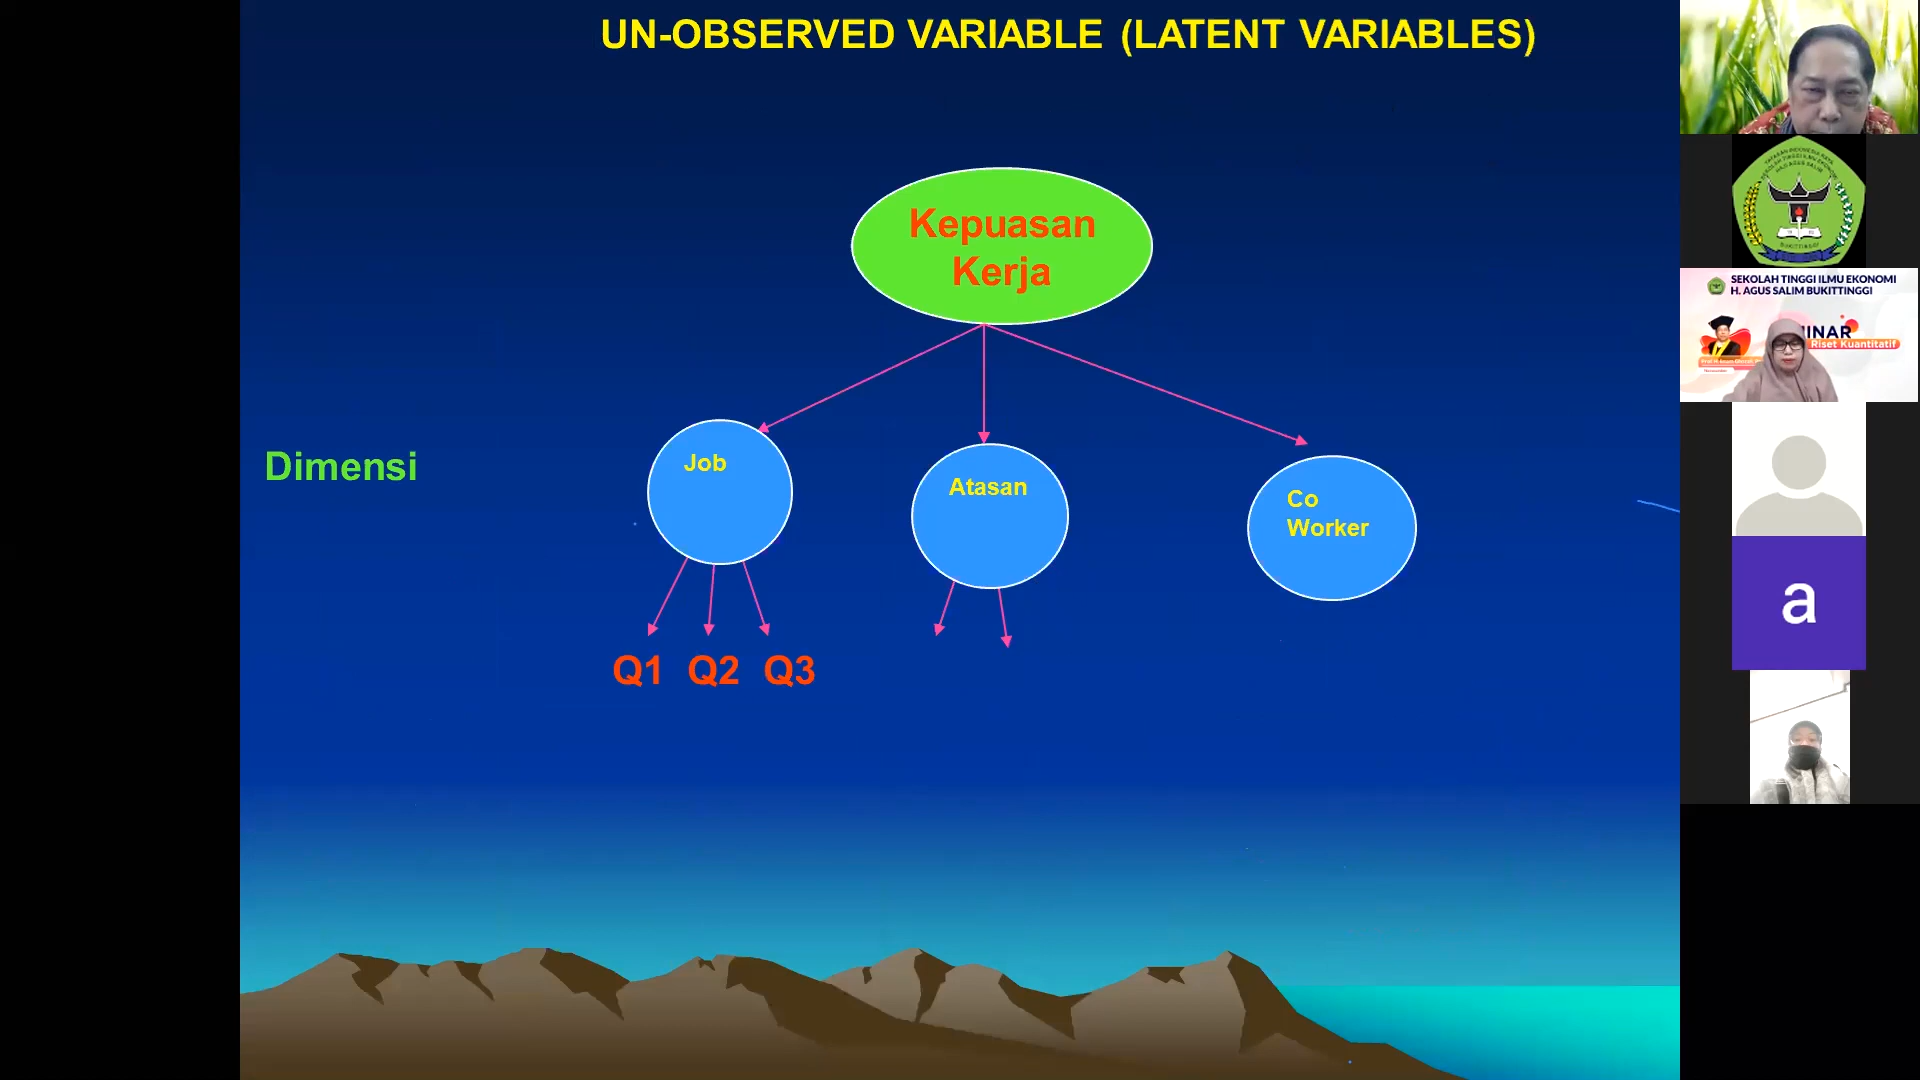 UN-OBSERVED VARIABLE (LATENT VARIABLES)
Kepuasan
Kerja
Dimensi
Job
Atasan
Co
Worker
Q1 Q2 Q3
SEKOLAH TINGGI ILMU EKONOMI
H. AGUS SALIM BUKITTINGGI
INAR
Riset Kuantitatif
BUKITTINGGI
a